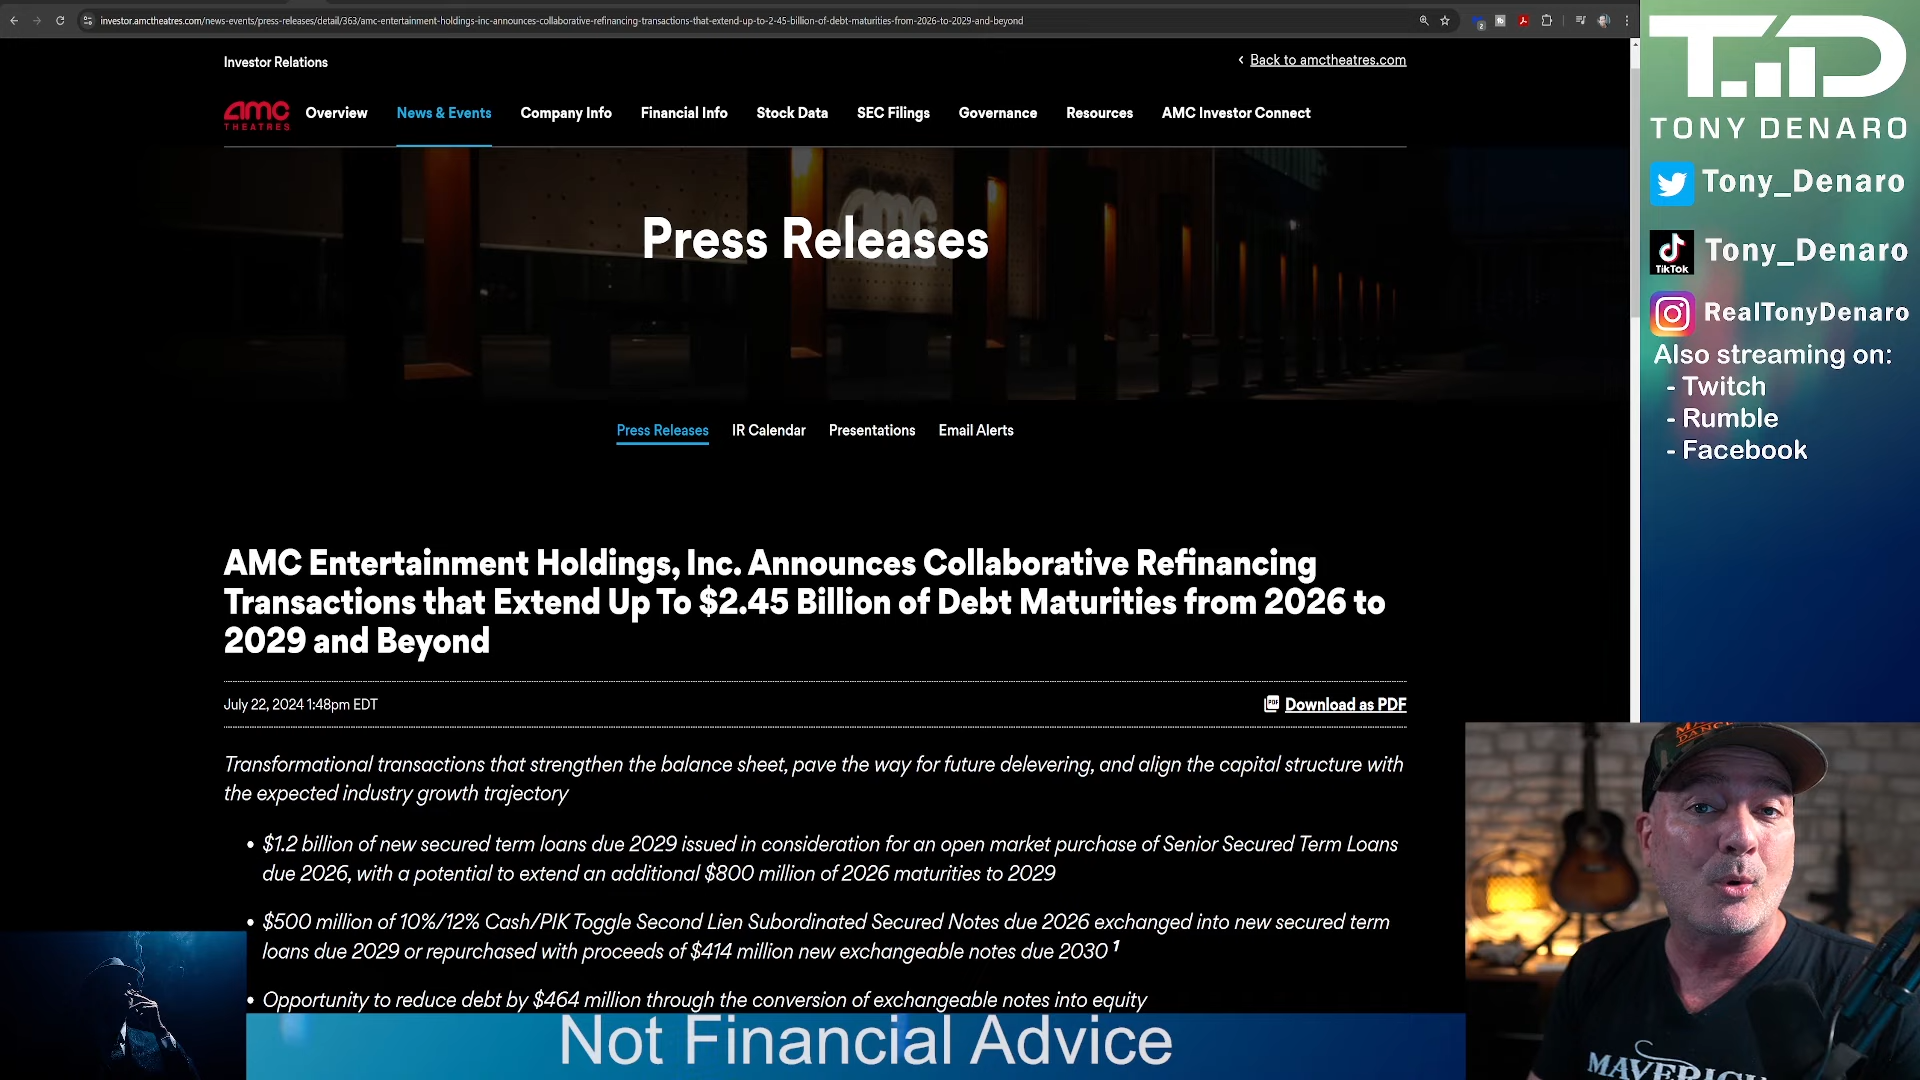 investor.amctheatres.com/news-events/press-releases/detail/363/amc-entertainment-holdings-inc-announces-collaborative-refinancing-transactions-that-extend-up-to-2-45-billion-of-debt-maturities-from-2026-to-2029-and-beyond
Investor Relations
Back to amctheatres.com
amc
THEATRES
Overview
News & Events
Company Info
Financial Info
Stock Data
SEC Filings
Governance
Resources
AMC Investor Connect
amc
Press Releases
Press Releases
IR Calendar
Presentations
Email Alerts
AMC Entertainment Holdings, Inc. Announces Collaborative Refinancing
Transactions that Extend Up To $2.45 Billion of Debt Maturities from 2026 to
2029 and Beyond
July 22, 2024 1:48pm EDT
PDF
Download as PDF
Transformational transactions that strengthen the balance sheet, pave the way for future delevering, and align the capital structure with
the expected industry growth trajectory
• $1.2 billion of new secured term loans due 2029 issued in consideration for an open market purchase of Senior Secured Term Loans
due 2026, with a potential to extend an additional $800 million of 2026 maturities to 2029
• $500 million of 10%/12% Cash/PIK Toggle Second Lien Subordinated Secured Notes due 2026 exchanged into new secured term
loans due 2029 or repurchased with proceeds of $414 million new exchangeable notes due 2030 1
• Opportunity to reduce debt by $464 million through the conversion of exchangeable notes into equity
Not Financial Advice
TD
TONY DENARO
Tony_Denaro
TikTok
Tony_Denaro
RealTonyDenaro
Also streaming on:
- Twitch
- Rumble
- Facebook